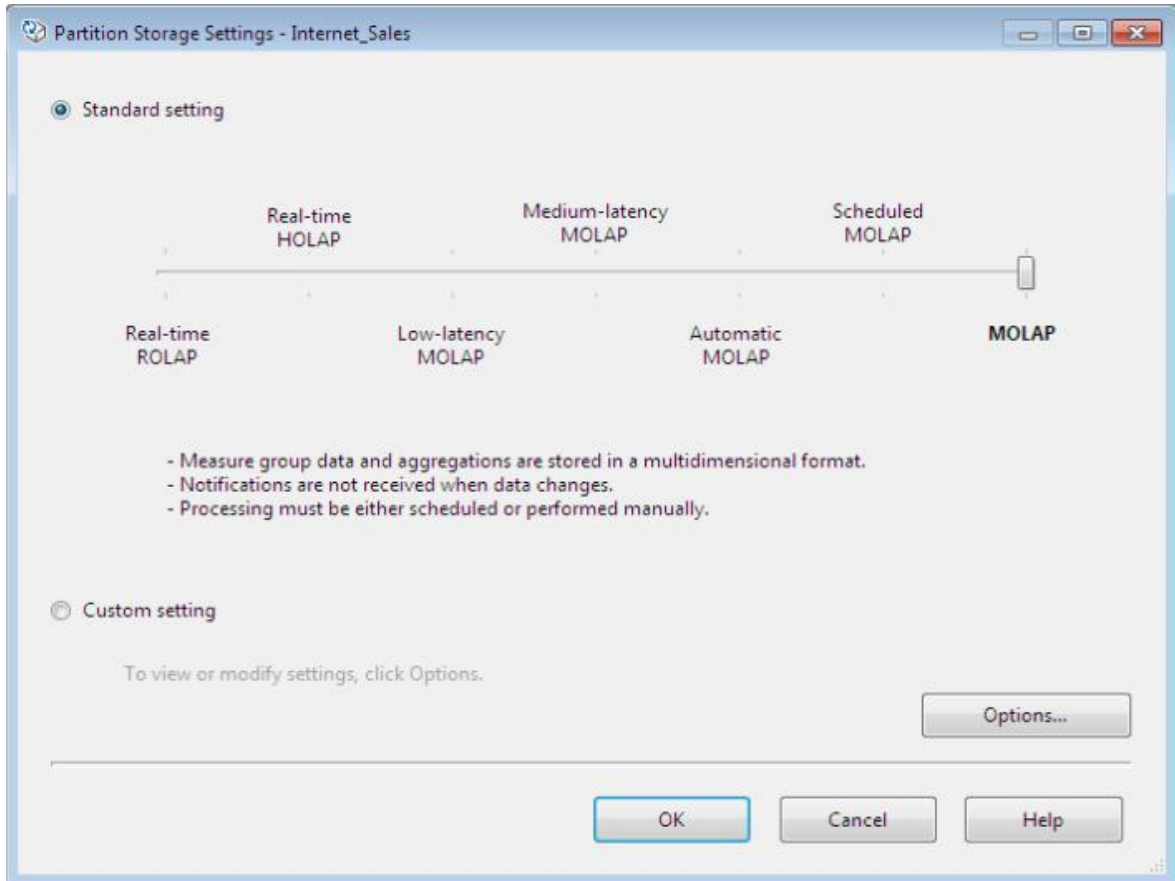 Partition Storage Settings - Internet_Sales
Standard setting
Real-time
HOLAP
Medium-latency
MOLAP
Scheduled
MOLAP
Real-time
ROLAP
Low-latency
MOLAP
Automatic
MOLAP
MOLAP
- Measure group data and aggregations are stored in a multidimensional format.
- Notifications are not received when data changes.
- Processing must be either scheduled or performed manually.
Custom setting
To view or modify settings, click Options.
Options...
OK
Cancel
Help